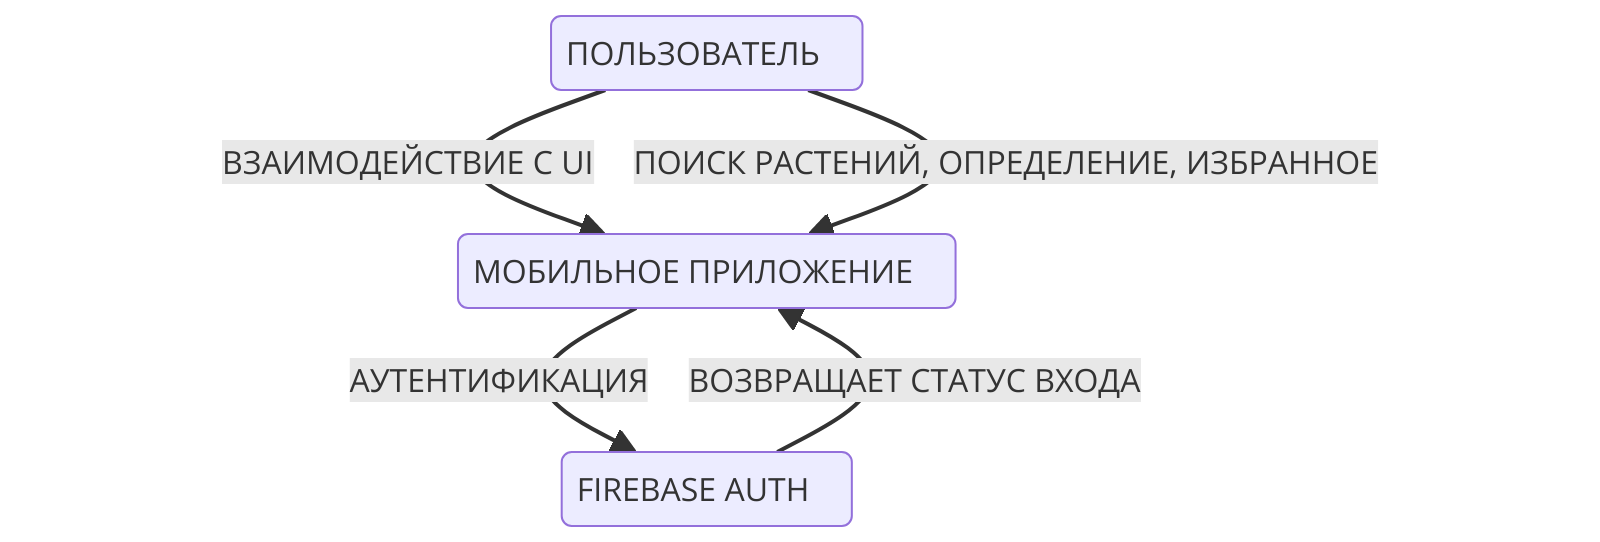 ПОЛЬЗОВАТЕЛЬ
ВЗАИМОДЕЙСТВИЕ С UI
ПОИСК РАСТЕНИЙ, ОПРЕДЕЛЕНИЕ, ИЗБРАННОЕ
МОБИЛЬНОЕ ПРИЛОЖЕНИЕ
АУТЕНТИФИКАЦИЯ
ВОЗВРАЩАЕТ СТАТУС ВХОДА
FIREBASE AUTH